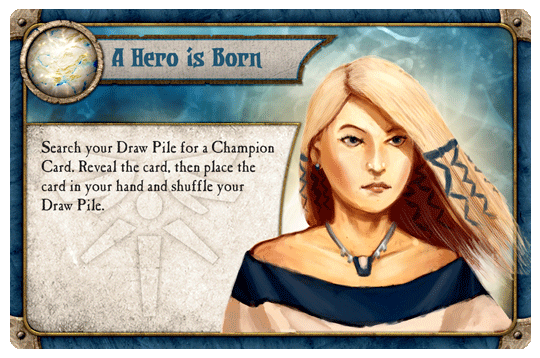 A Hero is Born
Search your Draw Pile for a Champion
Card. Reveal the card, then place the
card in your hand and shuffle your
Draw Pile.